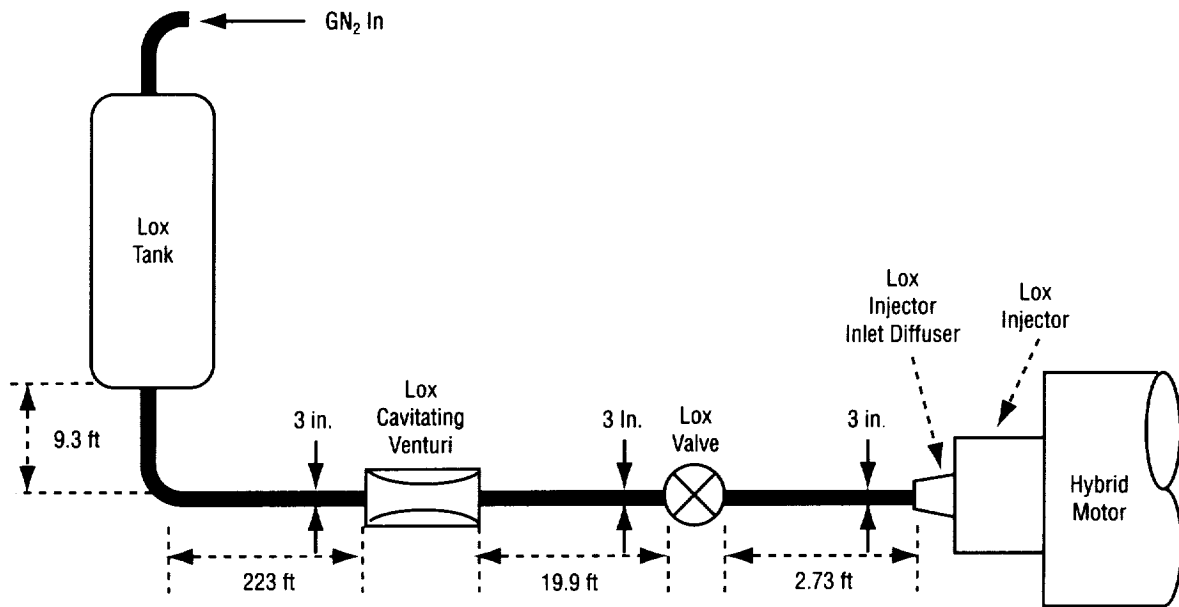 GN₂ In
Lox
Tank
9.3 ft
3 in.
Lox
Cavitating
Venturi
3 In.
Lox
Valve
3 in.
Lox
Injector
Inlet Diffuser
Lox
Injector
Hybrid
Motor
223 ft
19.9 ft
2.73 ft